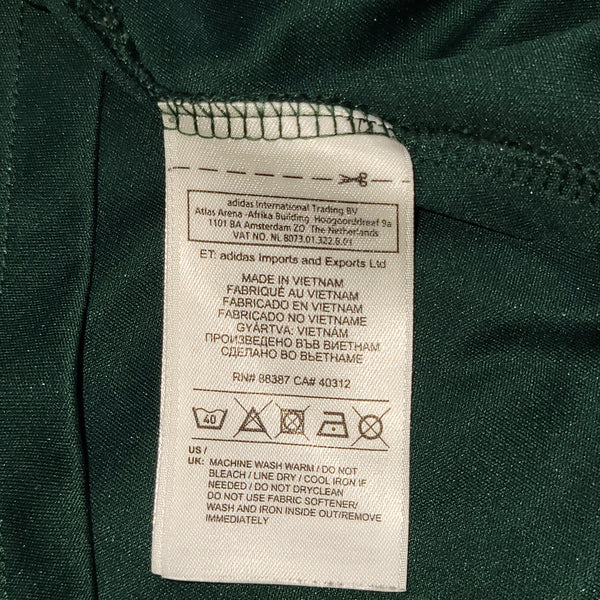 adidas International Trading BV
Atlas Arena -Afrika Building Hoogoorddreef 9a
1101 BA Amsterdam ZO The Netherlands
VAT NO. NL 8073.01.322.B.01
ET: adidas Imports and Exports Ltd
MADE IN VIETNAM
FABRIQUÉ AU VIETNAM
FABRICADO EN VIETNAM
FABRICADO NO VIETNAME
GYÁRTVA: VIETNAM
ПРОИЗВЕДЕНО ВЪВ ВИЕТНАМ
СДЕЛАНО ВО ВЬЕТНАМЕ
RN# 88387 CA# 40312
40
US /
UK: MACHINE WASH WARM / DO NOT
BLEACH / LINE DRY / COOL IRON IF
NEEDED / DO NOT DRYCLEAN
DO NOT USE FABRIC SOFTENER/
WASH AND IRON INSIDE OUT/REMOVE
IMMEDIATELY